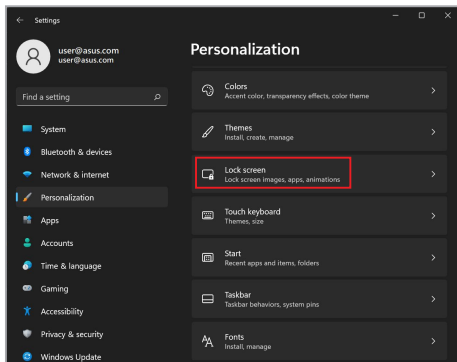 Settings
user@asus.com
user@asus.com
Find a setting
System
Bluetooth & devices
Network & internet
Personalization
Apps
Accounts
Time & language
Gaming
Accessibility
Privacy & security
Windows Update
Personalization
Colors
Accent color, transparency effects, color theme
Themes
Install, create, manage
Lock screen
Lock screen images, apps, animations
Touch keyboard
Themes, size
Start
Recent apps and items, folders
Taskbar
Taskbar behaviors, system pins
Fonts
Install, manage